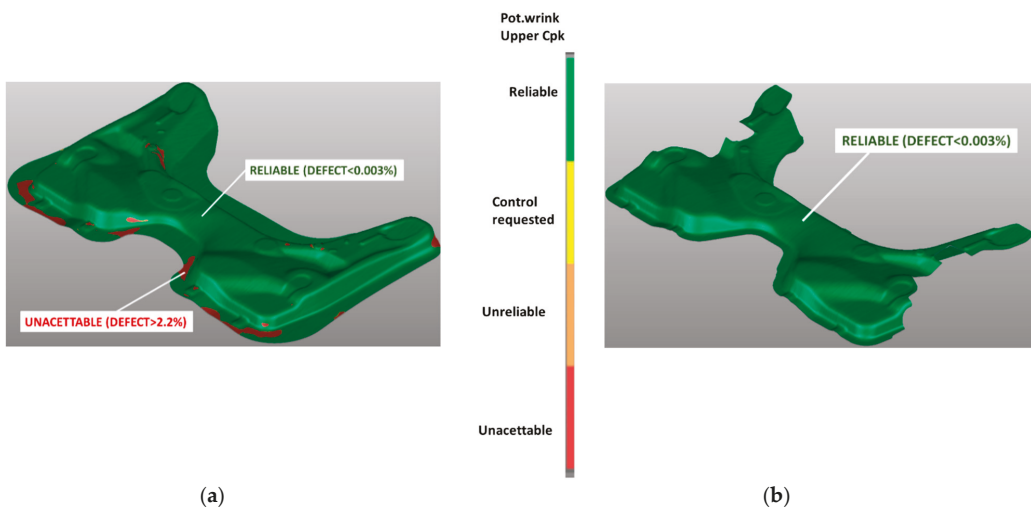 Pot.wrink
Upper Cpk
Reliable
Control
requested
Unreliable
Unacettable
RELIABLE (DEFECT<0.003%)
UNACETTABLE (DEFECT>2.2%)
RELIABLE (DEFECT<0.003%)
(a)
(b)